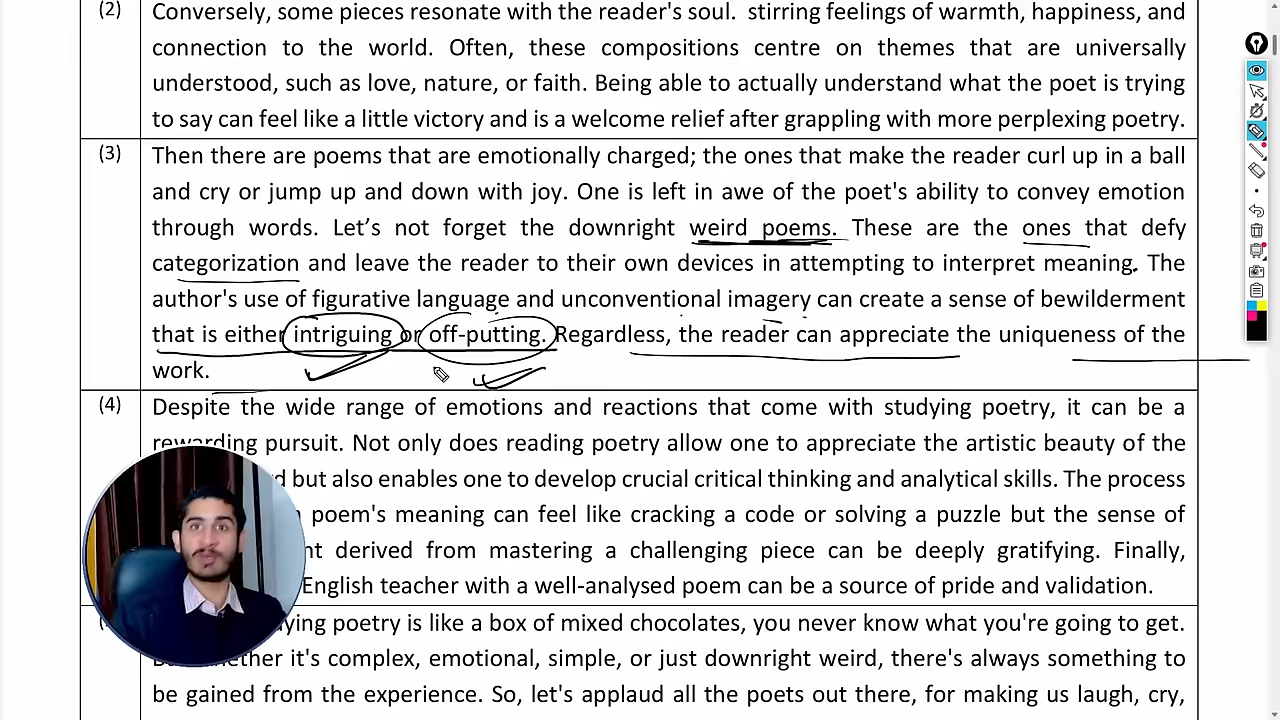 (2) Conversely, some pieces resonate with the reader's soul. stirring feelings of warmth, happiness, and
connection to the world. Often, these compositions centre on themes that are universally
understood, such as love, nature, or faith. Being able to actually understand what the poet is trying
to say can feel like a little victory and is a welcome relief after grappling with more perplexing poetry.
(3) Then there are poems that are emotionally charged; the ones that make the reader curl up in a ball
and cry or jump up and down with joy. One is left in awe of the poet's ability to convey emotion
through words. Let’s not forget the downright weird poems. These are the ones that defy
categorization and leave the reader to their own devices in attempting to interpret meaning. The
author's use of figurative language and unconventional imagery can create a sense of bewilderment
that is either intriguing or off-putting. Regardless, the reader can appreciate the uniqueness of the
work.
(4) Despite the wide range of emotions and reactions that come with studying poetry, it can be a
rewarding pursuit. Not only does reading poetry allow one to appreciate the artistic beauty of the
but also enables one to develop crucial critical thinking and analytical skills. The process
poem's meaning can feel like cracking a code or solving a puzzle but the sense of
derived from mastering a challenging piece can be deeply gratifying. Finally,
English teacher with a well-analysed poem can be a source of pride and validation.
poetry is like a box of mixed chocolates, you never know what you're going to get.
it's complex, emotional, simple, or just downright weird, there's always something to
be gained from the experience. So, let's applaud all the poets out there, for making us laugh, cry,